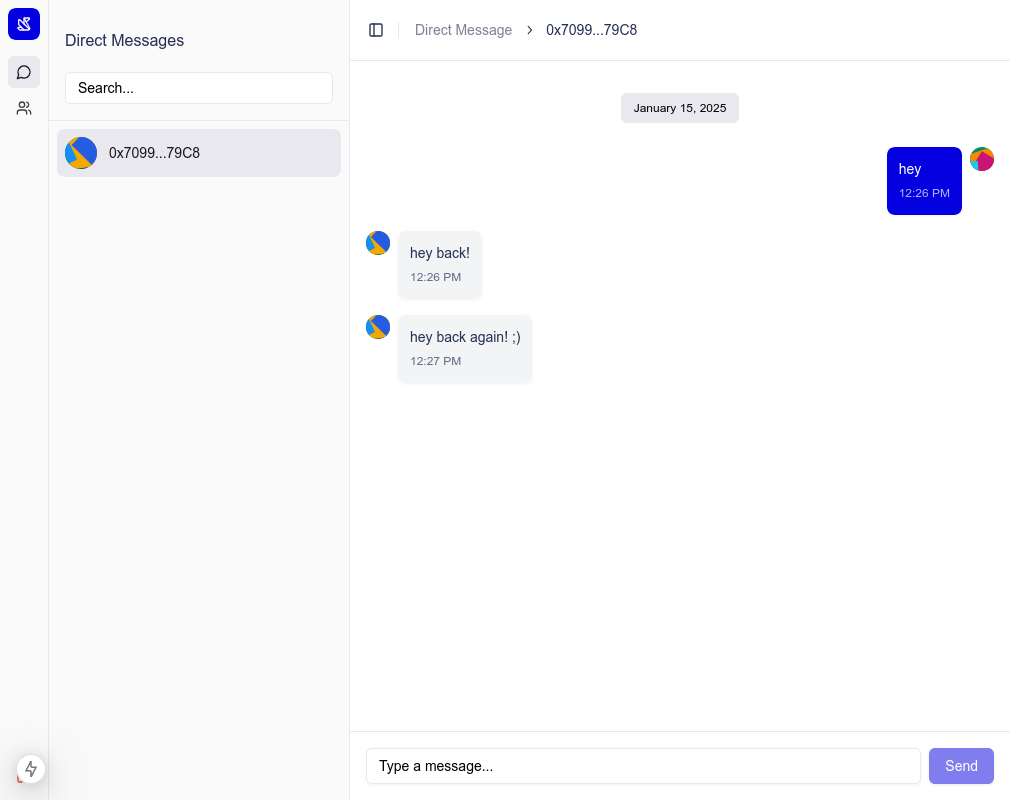 Direct Messages
Search...
0x7099...79C8
Direct Message
0x7099...79C8
January 15, 2025
hey
12:26 PM
hey back!
12:26 PM
hey back again! ;)
12:27 PM
Type a message...
Send